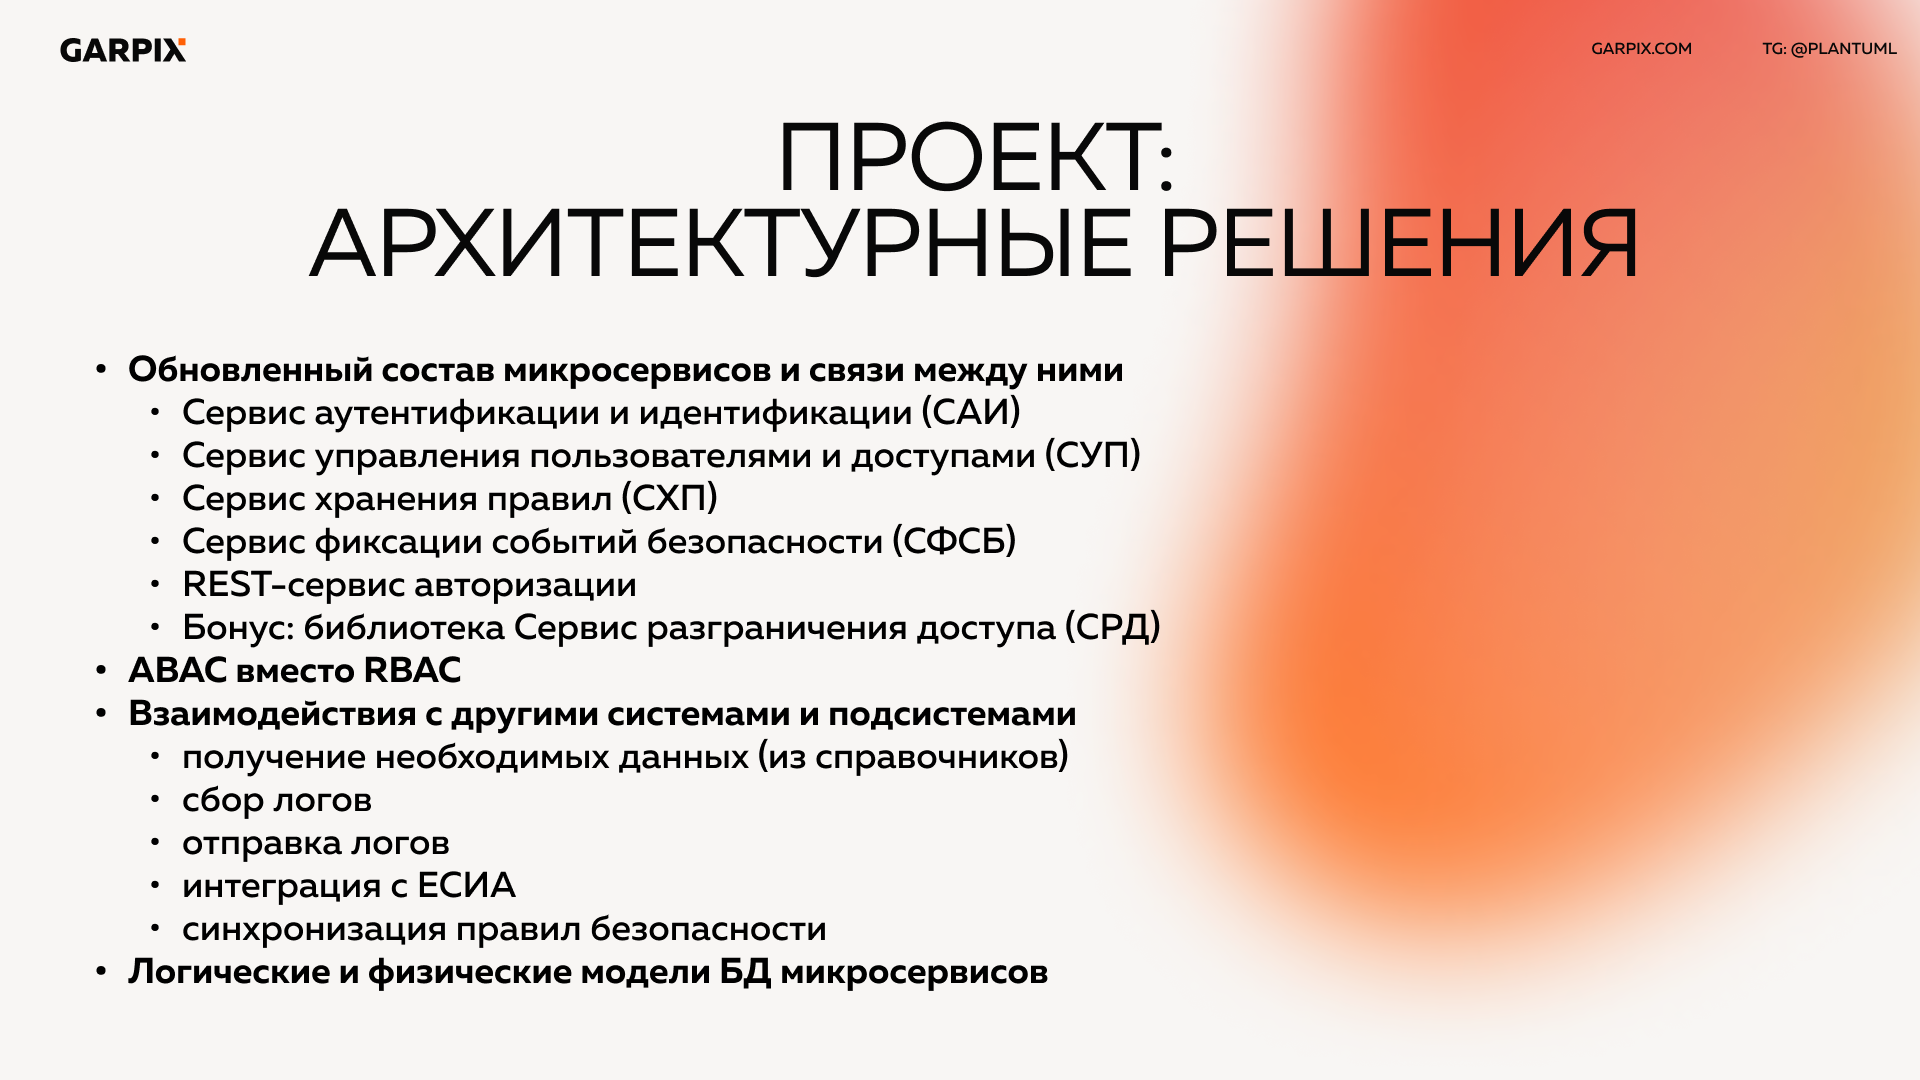 GARPIX
GARPIX.COM
TG: @PLANTUML
ПРОЕКТ:
АРХИТЕКТУРНЫЕ РЕШЕНИЯ
• Обновленный состав микросервисов и связи между ними
• Сервис аутентификации и идентификации (САИ)
• Сервис управления пользователями и доступами (СУП)
• Сервис хранения правил (СХП)
• Сервис фиксации событий безопасности (СФСБ)
• REST-сервис авторизации
• Бонус: библиотека Сервис разграничения доступа (СРД)
• ABAC вместо RBAC
• Взаимодействия с другими системами и подсистемами
• получение необходимых данных (из справочников)
• сбор логов
• отправка логов
• интеграция с ЕСИА
• синхронизация правил безопасности
• Логические и физические модели БД микросервисов